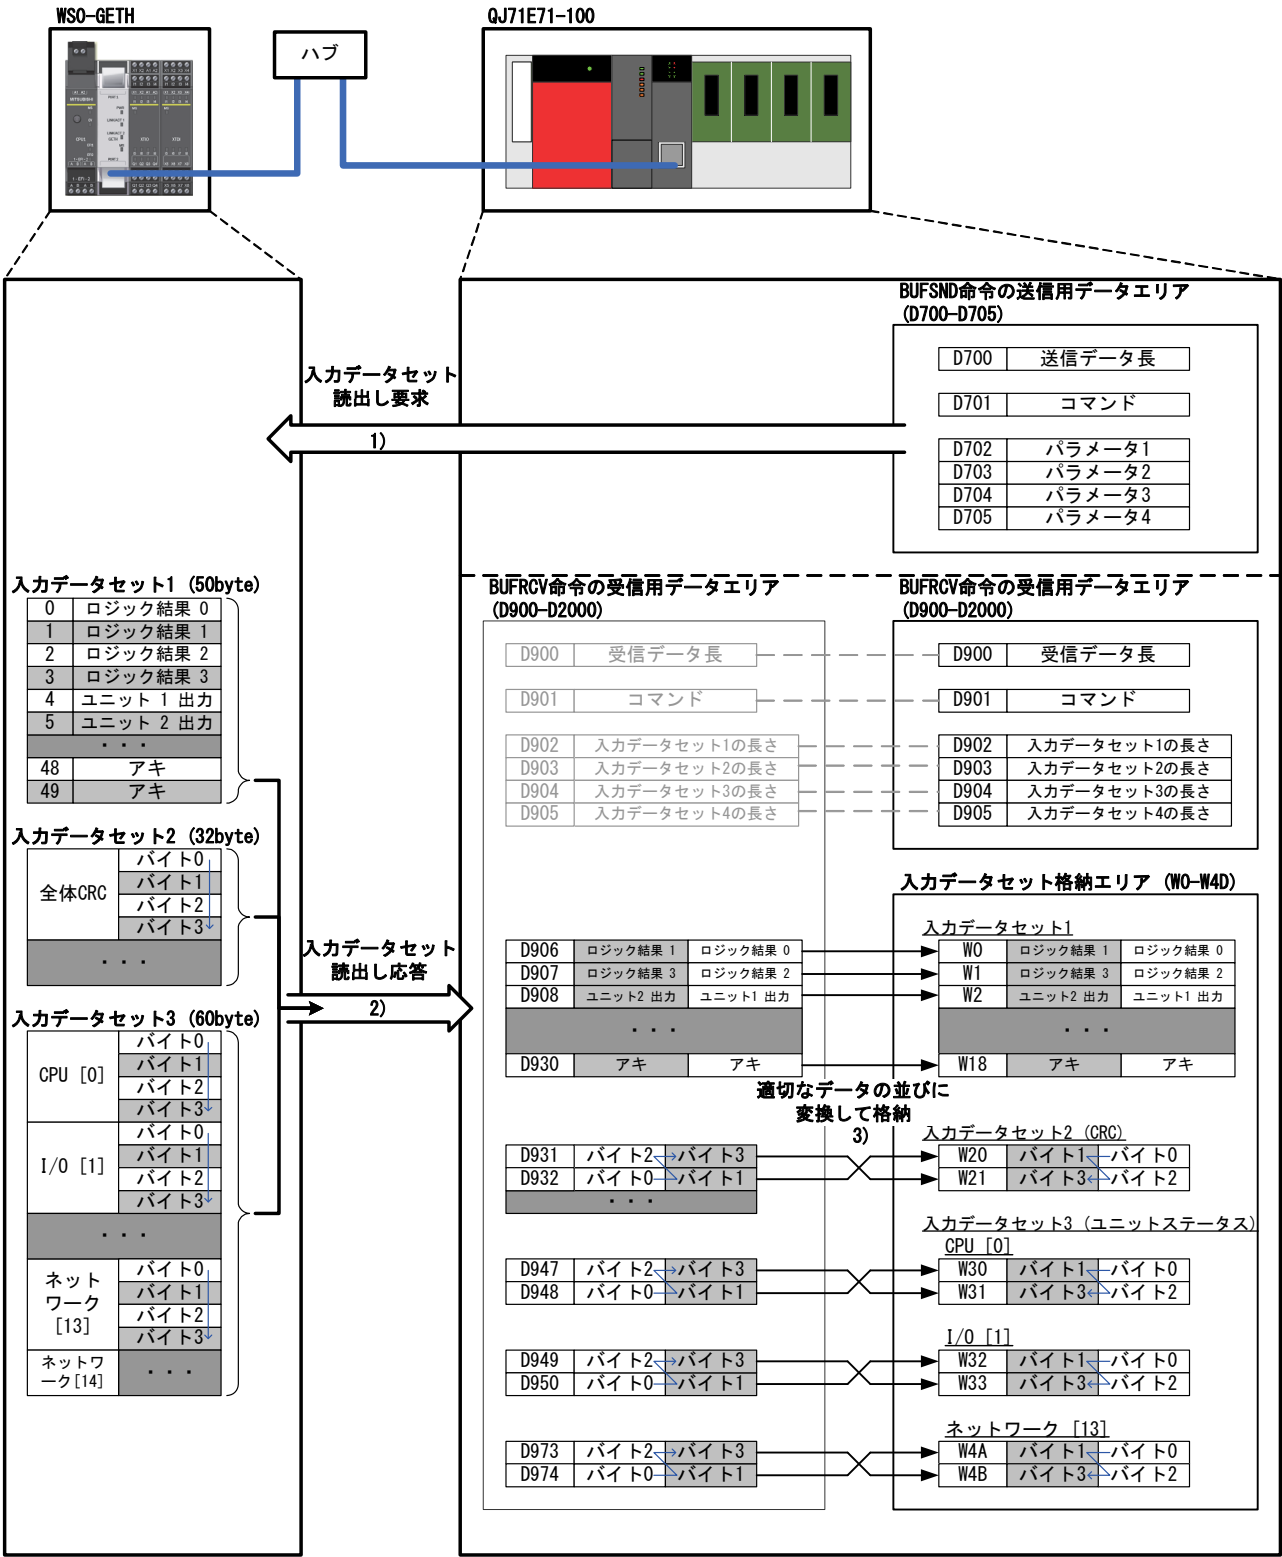 WS0-GETH
QJ71E71-100
ハブ
BUFSND命令の送信用データエリア
(D700-D705)
D700 送信データ長
D701 コマンド
D702 パラメータ1
D703 パラメータ2
D704 パラメータ3
D705 パラメータ4
入力データセット
読出し要求
1)
入力データセット1 (50byte)
0 ロジック結果 0
1 ロジック結果 1
2 ロジック結果 2
3 ロジック結果 3
4 ユニット 1 出力
5 ユニット 2 出力
・・・
48 アキ
49 アキ
入力データセット2 (32byte)
全体CRC
バイト0
バイト1
バイト2
バイト3
・・・
入力データセット3 (60byte)
CPU [0]
バイト0
バイト1
バイト2
バイト3
I/O [1]
バイト0
バイト1
バイト2
バイト3
・・・
ネット
ワーク
[13]
バイト0
バイト1
バイト2
バイト3
ネットワ
ーク[14]
・・・
入力データセット
読出し応答
2)
BUFRCV命令の受信用データエリア
(D900-D2000)
D900 受信データ長
D901 コマンド
D902 入力データセット1の長さ
D903 入力データセット2の長さ
D904 入力データセット3の長さ
D905 入力データセット4の長さ
D906 ロジック結果 1 ロジック結果 0
D907 ロジック結果 3 ロジック結果 2
D908 ユニット2 出力 ユニット1 出力
・・・
D930 アキ アキ
適切なデータの並びに
変換して格納
3)
D931 バイト2 バイト3
D932 バイト0 バイト1
・・・
D947 バイト2 バイト3
D948 バイト0 バイト1
D949 バイト2 バイト3
D950 バイト0 バイト1
D973 バイト2 バイト3
D974 バイト0 バイト1
BUFRCV命令の受信用データエリア
(D900-D2000)
D900 受信データ長
D901 コマンド
D902 入力データセット1の長さ
D903 入力データセット2の長さ
D904 入力データセット3の長さ
D905 入力データセット4の長さ
入力データセット格納エリア (W0-W4D)
入力データセット1
W0 ロジック結果 1 ロジック結果 0
W1 ロジック結果 3 ロジック結果 2
W2 ユニット2 出力 ユニット1 出力
・・・
W18 アキ アキ
入力データセット2 (CRC)
W20 バイト1 バイト0
W21 バイト3 バイト2
入力データセット3 (ユニットステータス)
CPU [0]
W30 バイト1 バイト0
W31 バイト3 バイト2
I/O [1]
W32 バイト1 バイト0
W33 バイト3 バイト2
ネットワーク [13]
W4A バイト1 バイト0
W4B バイト3 バイト2